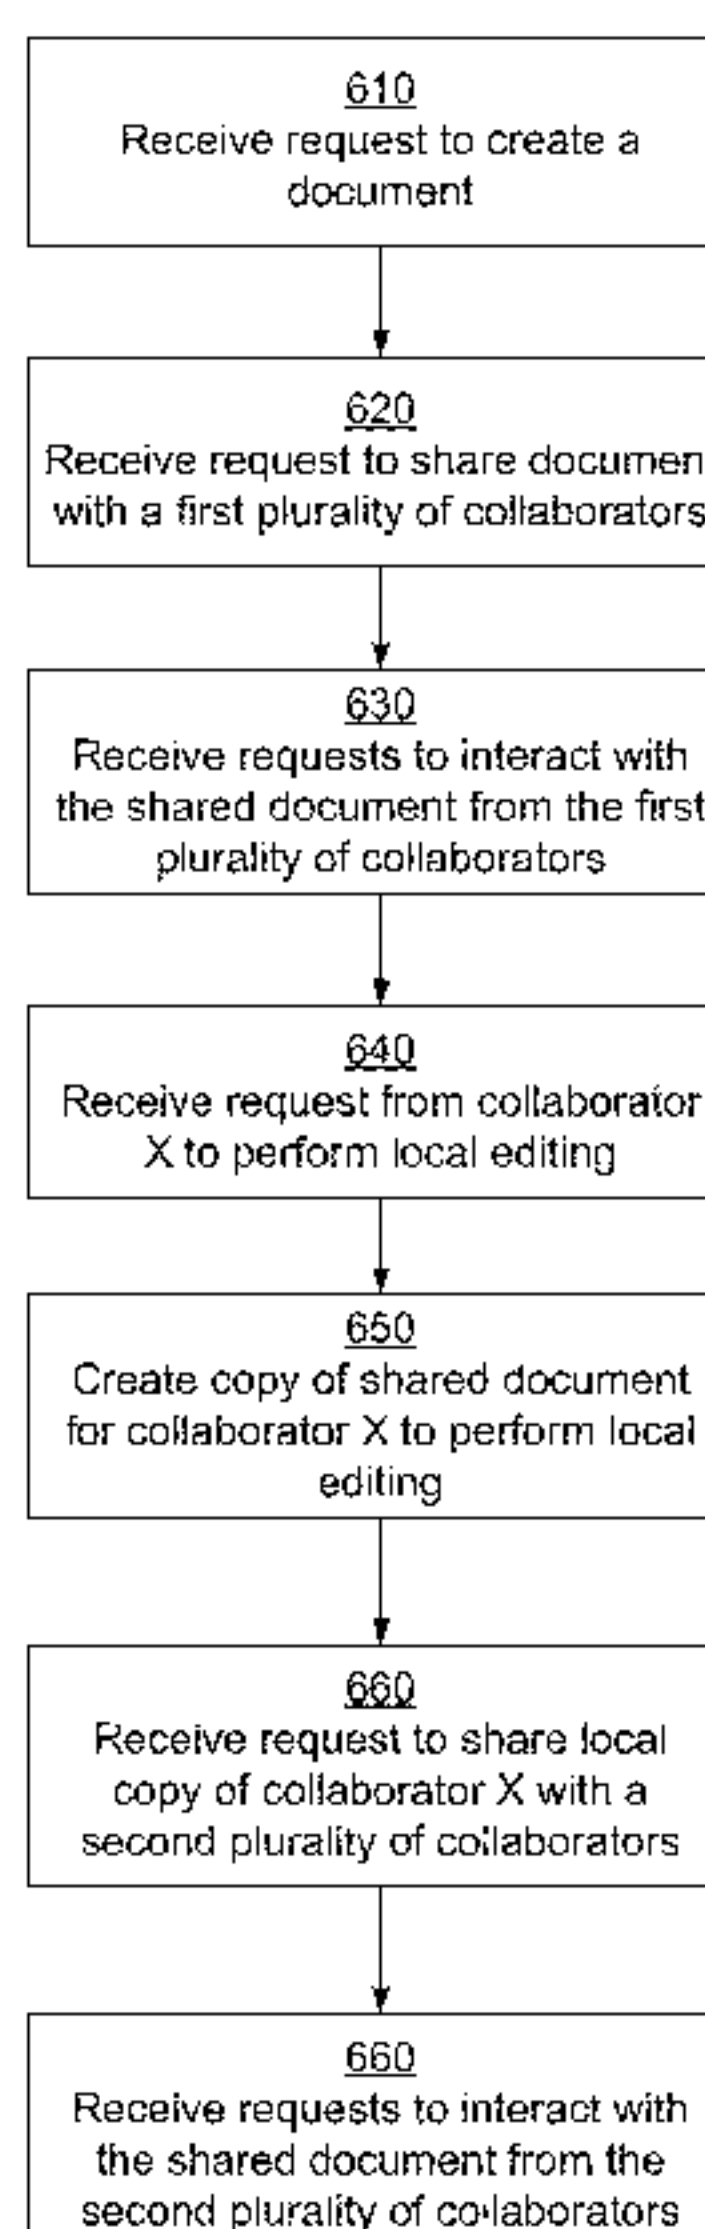 610
Receive request to create a
document
620
Receive request to share documen
with a first plurality of collaborators
630
Receive requests to interact with
the shared document from the first
plurality of collaborators
640
Receive request from collaborator
X to perform local editing
650
Create copy of shared document
for collaborator X to perform local
editing
660
Receive request to share local
copy of collaborator X with a
second plurality of collaborators
660
Receive requests to interact with
the shared document from the
second plurality of collaborators